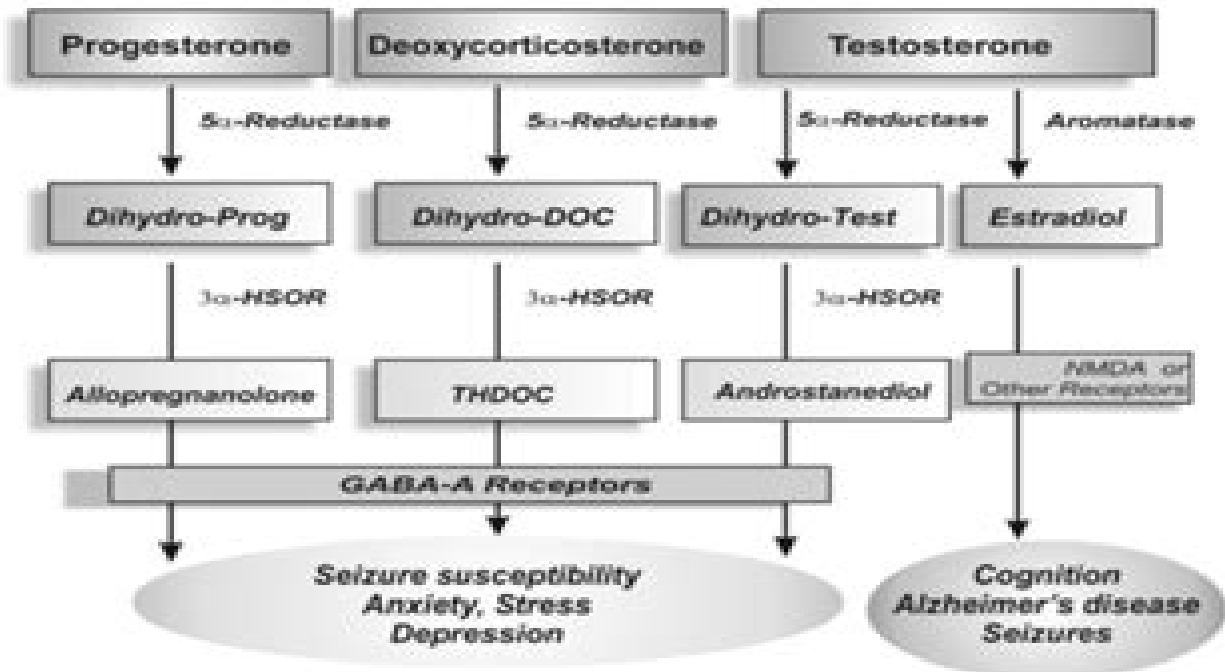 Progesterone
Deoxycorticosterone
Testosterone
5α-Reductase
5α-Reductase
5α-Reductase
Aromatase
Dihydro-Prog
Dihydro-DOC
Dihydro-Test
Estradiol
3α-HSOR
3α-HSOR
3α-HSOR
Allopregnanolone
THDOC
Androstanediol
NMDA or
Other Receptors
GABA-A Receptors
Seizure susceptibility
Anxiety, Stress
Depression
Cognition
Alzheimer's disease
Seizures